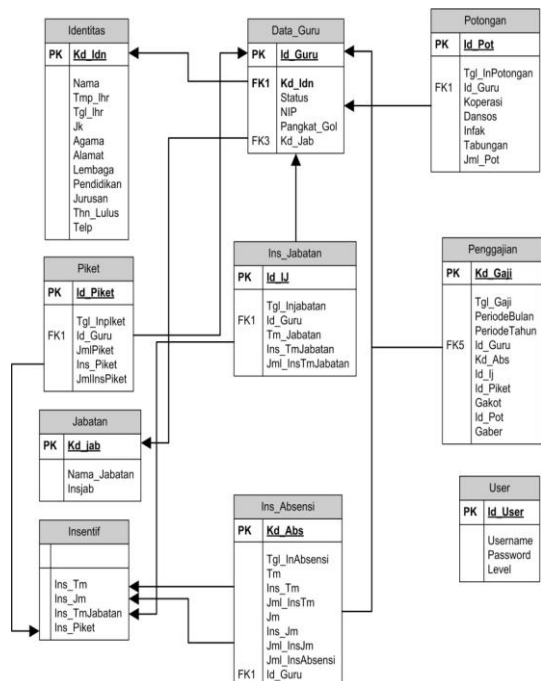 Identitas
PK Kd_Idn
Nama
Tmp_lhr
Tgl_lhr
Jk
Agama
Alamat
Lembaga
Pendidikan
Jurusan
Thn_Lulus
Telp
Data_Guru
PK Id_Guru
FK1 Kd_Idn
Status
NIP
Pangkat_Gol
FK3 Kd_Jab
Potongan
PK Id_Pot
Tgl_InPotongan
FK1 Id_Guru
Koperasi
Dansos
Infak
Tabungan
Jml_Pot
Piket
PK Id_Piket
Tgl_Inpiket
FK1 Id_Guru
JmlPiket
Ins_Piket
JmlInsPiket
Ins_Jabatan
PK Id_IJ
Tgl_Injabatan
FK1 Id_Guru
Tm_Jabatan
Ins_TmJabatan
Jml_InsTmJabatan
Penggajian
PK Kd_Gaji
Tgl_Gaji
PeriodeBulan
PeriodeTahun
FK5 Id_Guru
Kd_Abs
Id_Ij
Id_Piket
Gakot
Id_Pot
Gaber
Jabatan
PK Kd_jab
Nama_Jabatan
Insjab
Insentif
Ins_Tm
Ins_Jm
Ins_TmJabatan
Ins_Piket
Ins_Absensi
PK Kd_Abs
Tgl_InAbsensi
Tm
Ins_Tm
Jml_InsTm
Jm
Ins_Jm
Jml_InsJm
Jml_InsAbsensi
FK1 Id_Guru
User
PK Id_User
Username
Password
Level